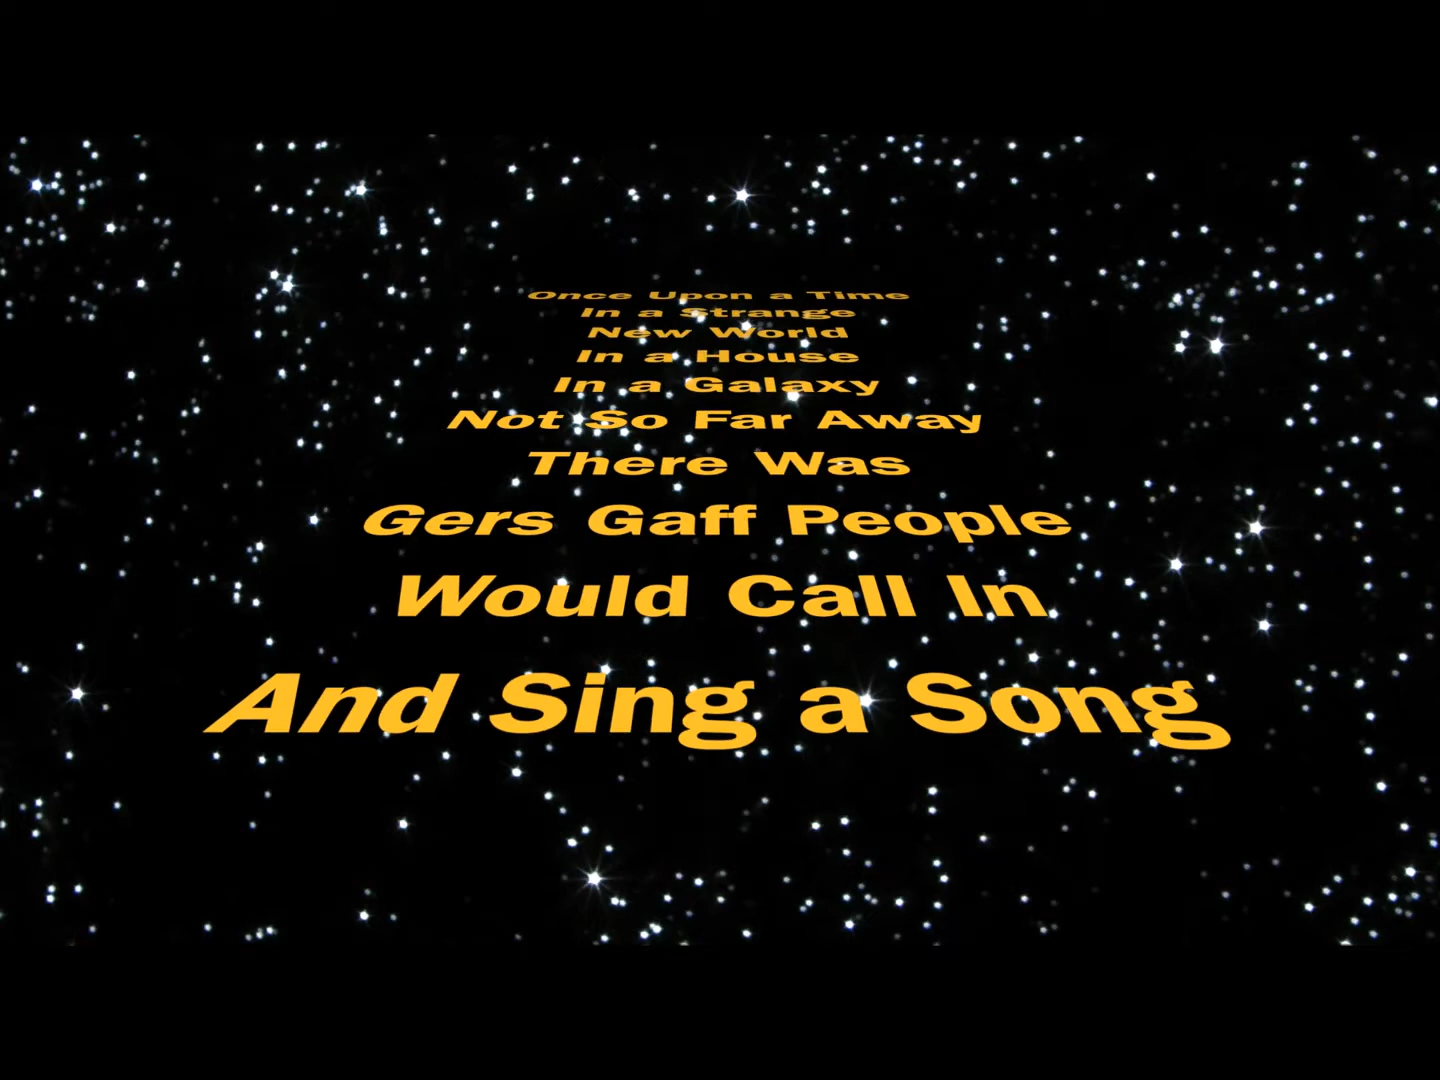 Once Upon a Time
In a Strange
New World
In a House
In a Galaxy
Not So Far Away
There Was
Gers Gaff People
Would Call In
And Sing a Song